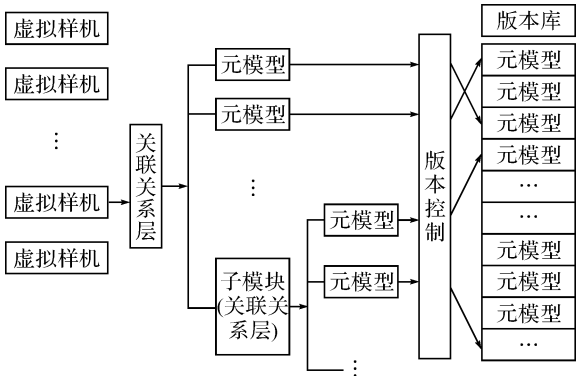 虚拟样机
虚拟样机
⋮
虚拟样机
虚拟样机
关
联
关
系
层
元模型
元模型
⋮
子模块
(关联关
系层)
元模型
元模型
⋮
版
本
控
制
版本库
元模型
元模型
元模型
元模型
…
…
元模型
元模型
元模型
…